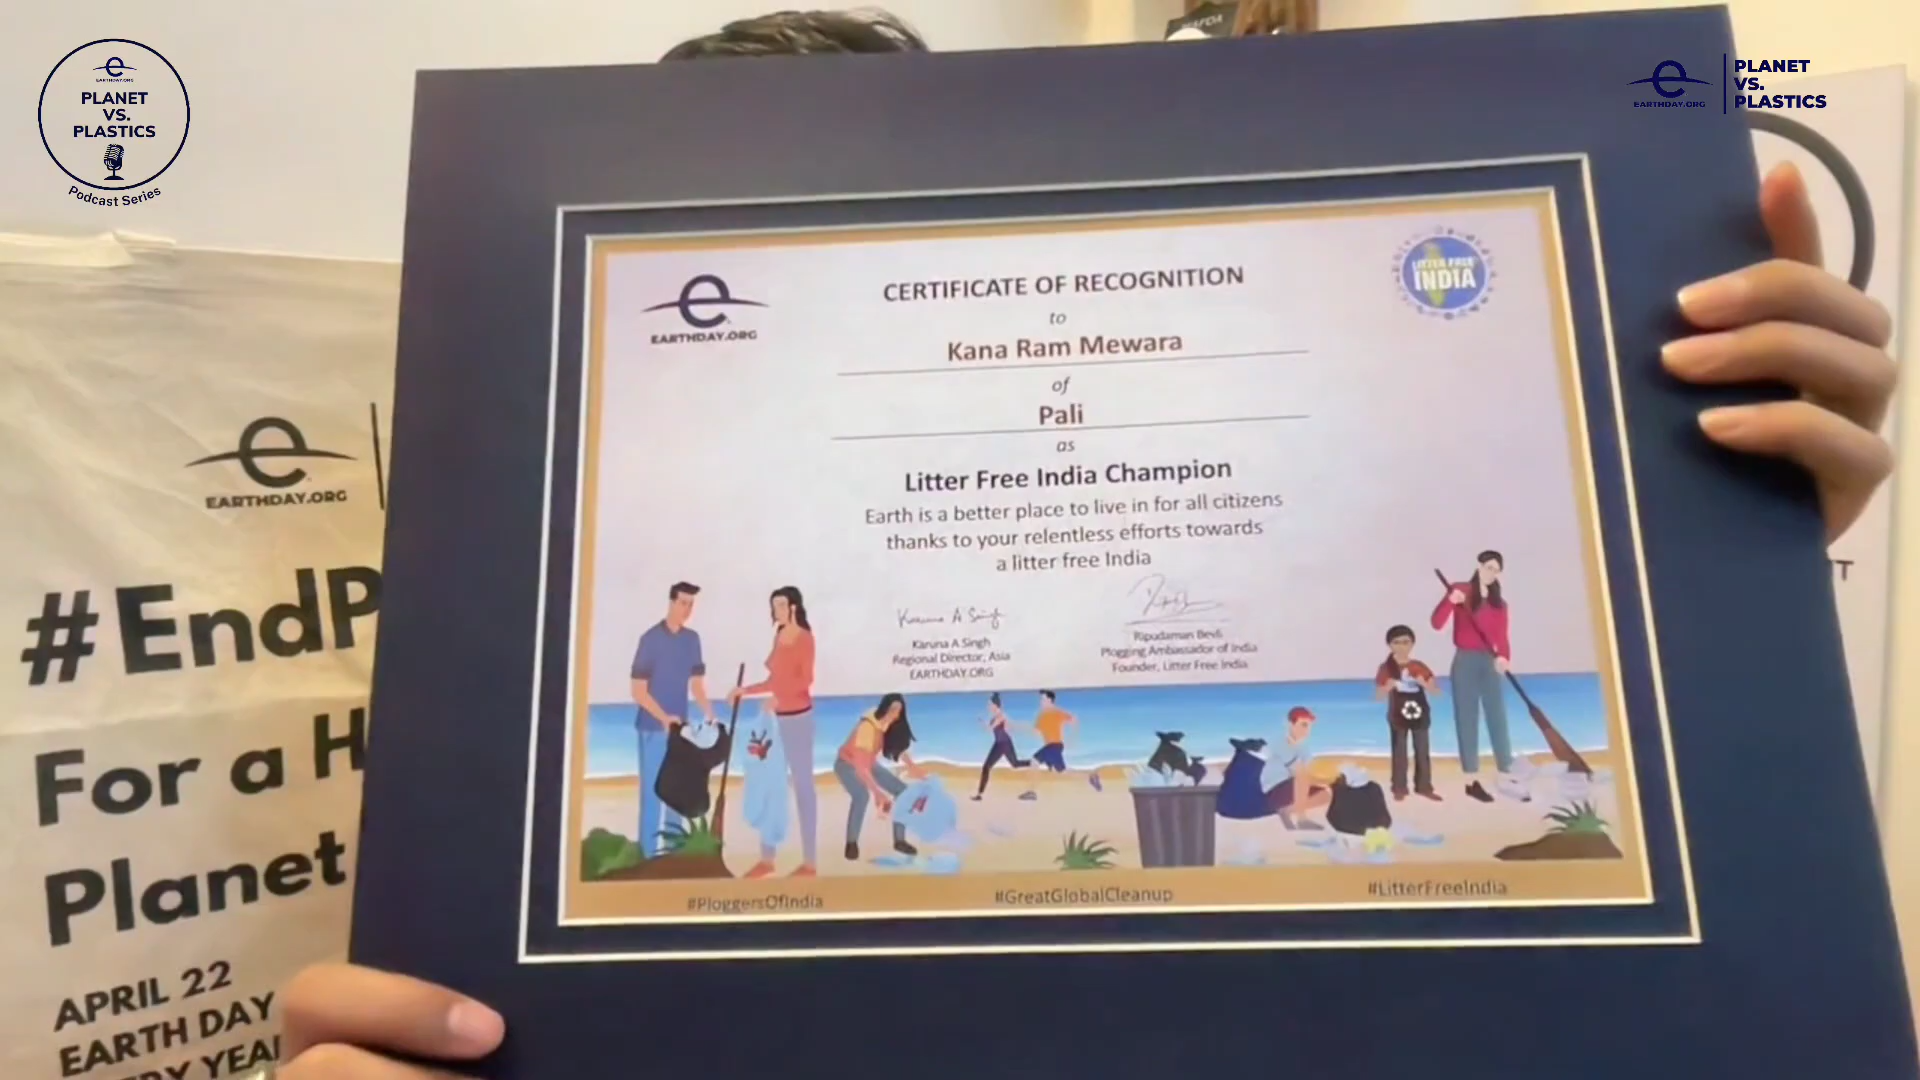 EARTHDAY.ORG
PLANET
VS.
PLASTICS
Podcast Series
EARTHDAY.ORG
PLANET
VS.
PLASTICS
EARTHDAY.ORG
#EndP
For a H
Planet
APRIL 22
EARTH DAY
RY YEAR
EARTHDAY.ORG
LITTER FREE
INDIA
CERTIFICATE OF RECOGNITION
to
Kana Ram Mewara
of
Pali
as
Litter Free India Champion
Earth is a better place to live in for all citizens
thanks to your relentless efforts towards
a litter free India
Karuna A Singh
Karuna A Singh
Regional Director, Asia
EARTHDAY.ORG
Ripudaman Bevli
Plogging Ambassador of India
Founder, Litter Free India
#PloggersOfIndia
#GreatGlobalCleanup
#LitterFreeIndia